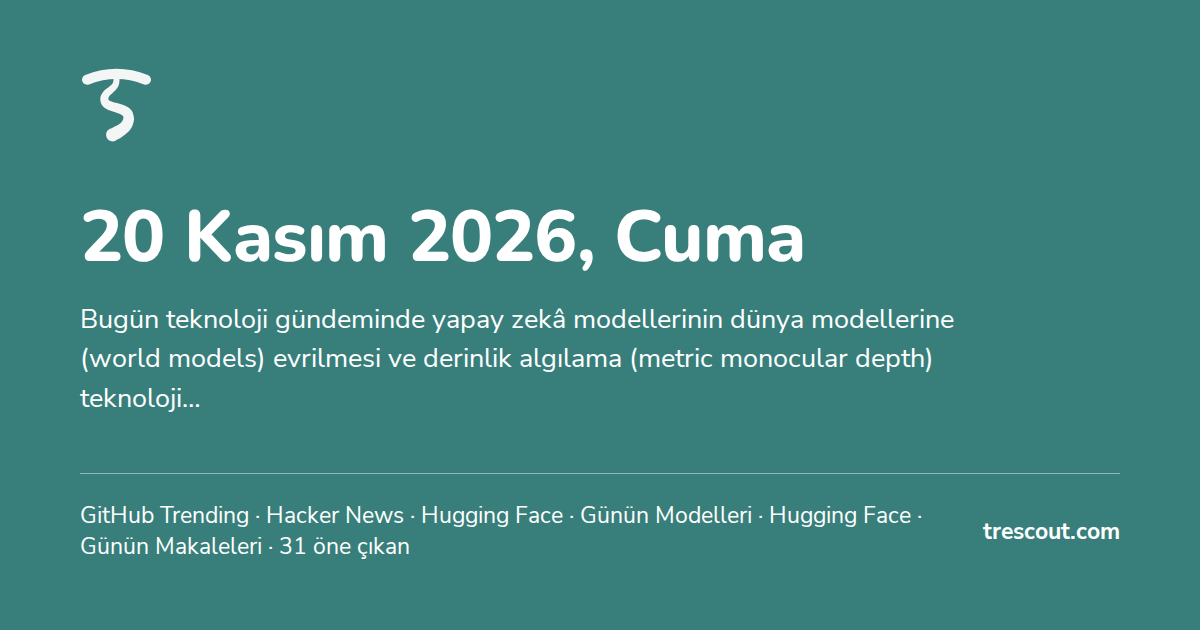 20 Kasım 2026, Cuma
Bugün teknoloji gündeminde yapay zekâ modellerinin dünya modellerine
(world models) evrilmesi ve derinlik algılama (metric monocular depth)
teknoloji...
GitHub Trending · Hacker News · Hugging Face · Günün Modelleri · Hugging Face ·
Günün Makaleleri · 31 öne çıkan
trescout.com